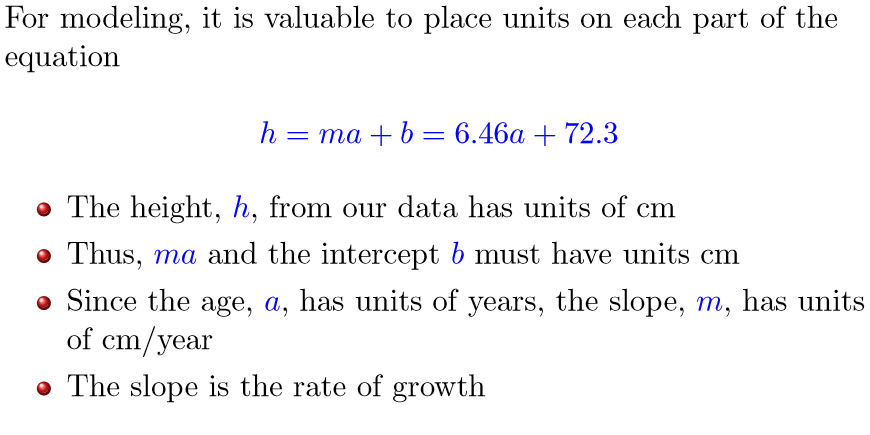 For modeling, it is valuable to place units on each part of the
equation
h = ma + b = 6.46a + 72.3
The height, h, from our data has units of cm
Thus, ma and the intercept b must have units cm
Since the age, a, has units of years, the slope, m, has units
of cm/year
The slope is the rate of growth